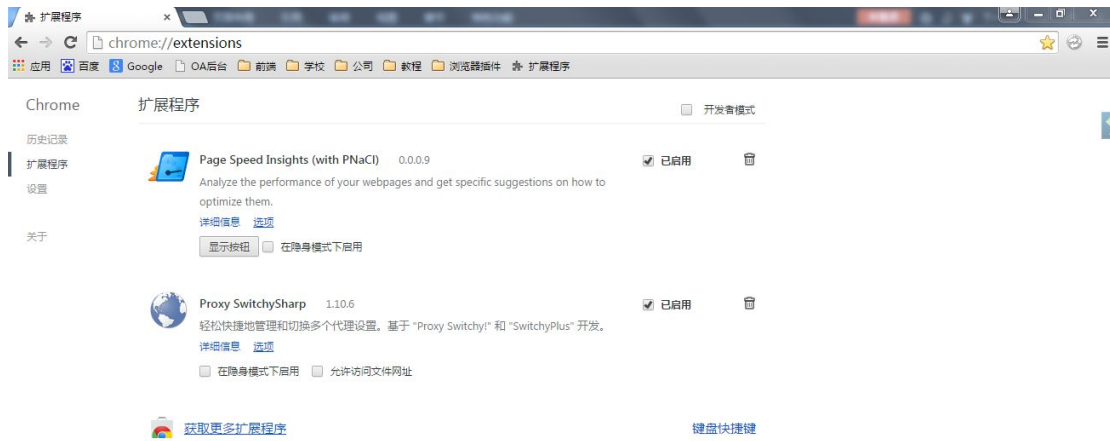 扩展程序
chrome://extensions
应用 百度 Google OA后台 前端 学校 公司 教程 浏览器插件 扩展程序
Chrome
扩展程序
开发者模式
历史记录
扩展程序
设置
关于
Page Speed Insights (with PNaCl) 0.0.0.9
已启用
Analyze the performance of your webpages and get specific suggestions on how to
optimize them.
详细信息 选项
显示按钮 在隐身模式下启用
Proxy SwitchySharp 1.10.6
已启用
轻松快捷地管理和切换多个代理设置。基于 "Proxy Switchy!" 和 "SwitchyPlus" 开发。
详细信息 选项
在隐身模式下启用 允许访问文件网址
获取更多扩展程序
键盘快捷键